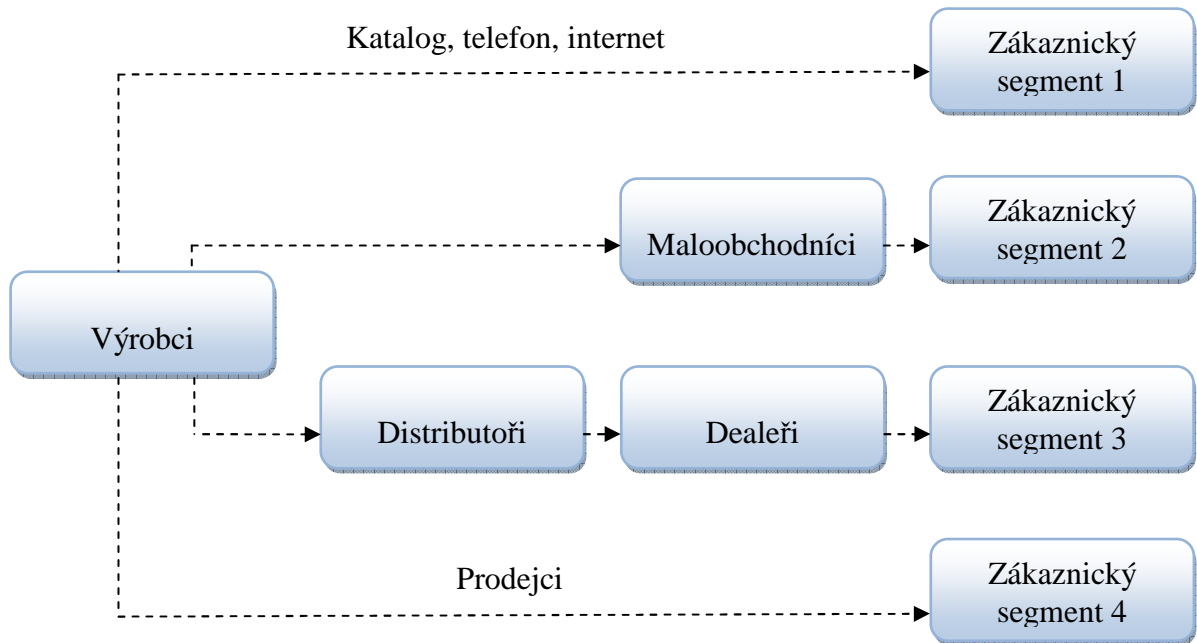 Katalog, telefon, internet
Zákaznický
segment 1
Maloobchodníci
Zákaznický
segment 2
Výrobci
Distributoři
Dealeři
Zákaznický
segment 3
Prodejci
Zákaznický
segment 4